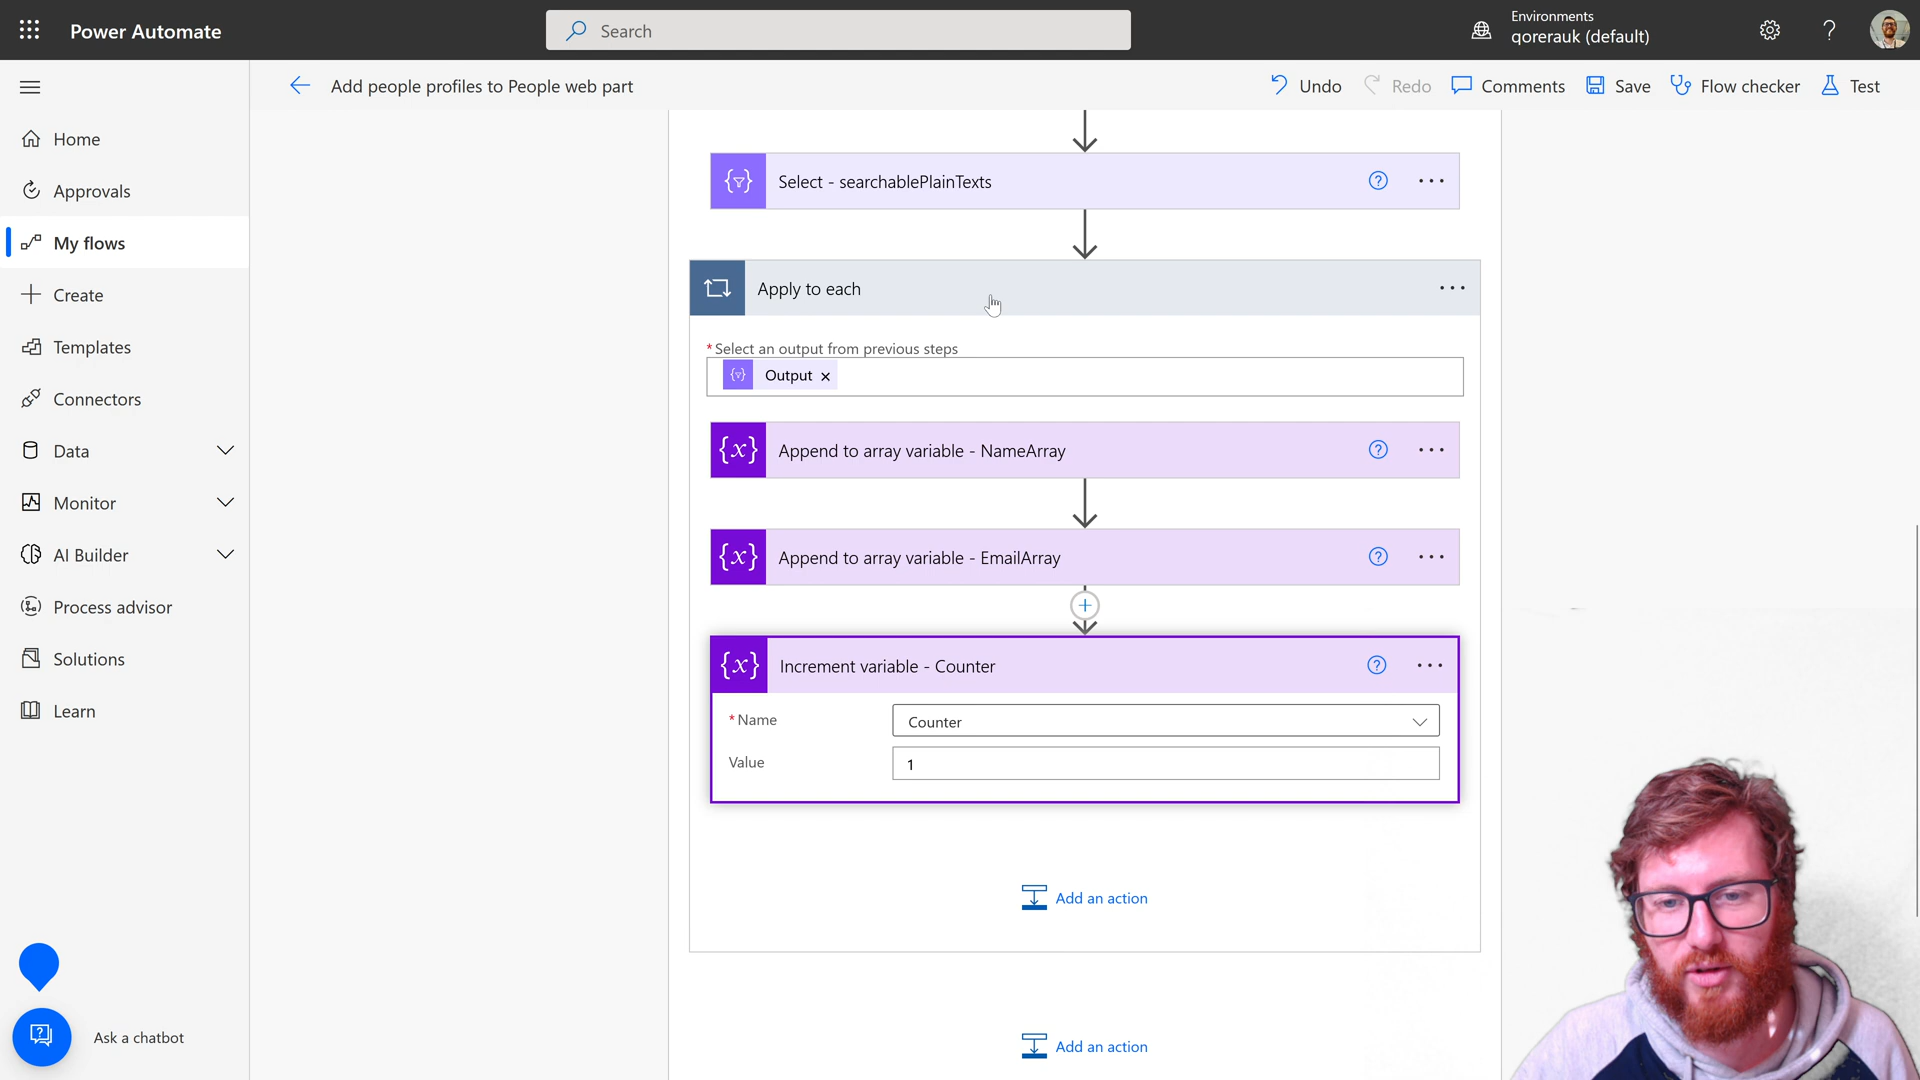 Power Automate
Search
Environments
qorerauk (default)
Add people profiles to People web part
Undo
Redo
Comments
Save
Flow checker
Test
Home
Approvals
My flows
Create
Templates
Connectors
Data
Monitor
AI Builder
Process advisor
Solutions
Learn
Ask a chatbot
Select - searchablePlainTexts
Apply to each
* Select an output from previous steps
Output
Append to array variable - NameArray
Append to array variable - EmailArray
Increment variable - Counter
* Name
Counter
Value
1
Add an action
Add an action